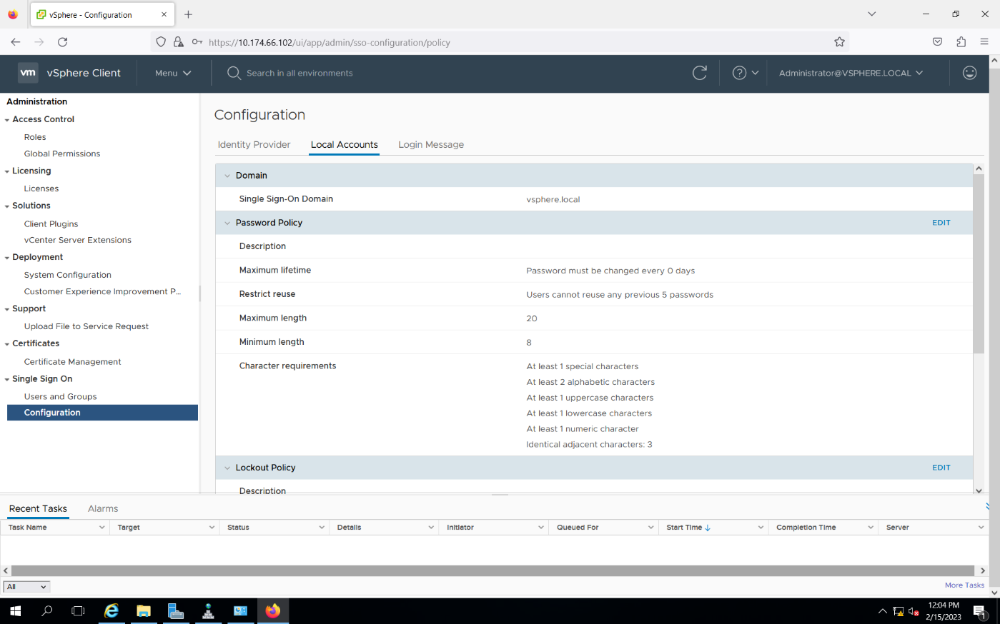 vSphere - Configuration
https://10.174.66.102/ui/app/admin/sso-configuration/policy
vm vSphere Client Menu Search in all environments Administrator@VSPHERE.LOCAL
Administration
Access Control
Roles
Global Permissions
Licensing
Licenses
Solutions
Client Plugins
vCenter Server Extensions
Deployment
System Configuration
Customer Experience Improvement P...
Support
Upload File to Service Request
Certificates
Certificate Management
Single Sign On
Users and Groups
Configuration
Configuration
Identity Provider Local Accounts Login Message
Domain
Single Sign-On Domain vsphere.local
Password Policy EDIT
Description
Maximum lifetime Password must be changed every 0 days
Restrict reuse Users cannot reuse any previous 5 passwords
Maximum length 20
Minimum length 8
Character requirements At least 1 special characters
At least 2 alphabetic characters
At least 1 uppercase characters
At least 1 lowercase characters
At least 1 numeric character
Identical adjacent characters: 3
Lockout Policy EDIT
Description
Recent Tasks Alarms
Task Name Target Status Details Initiator Queued For Start Time Completion Time Server
All More Tasks
12:04 PM
2/15/2023
1